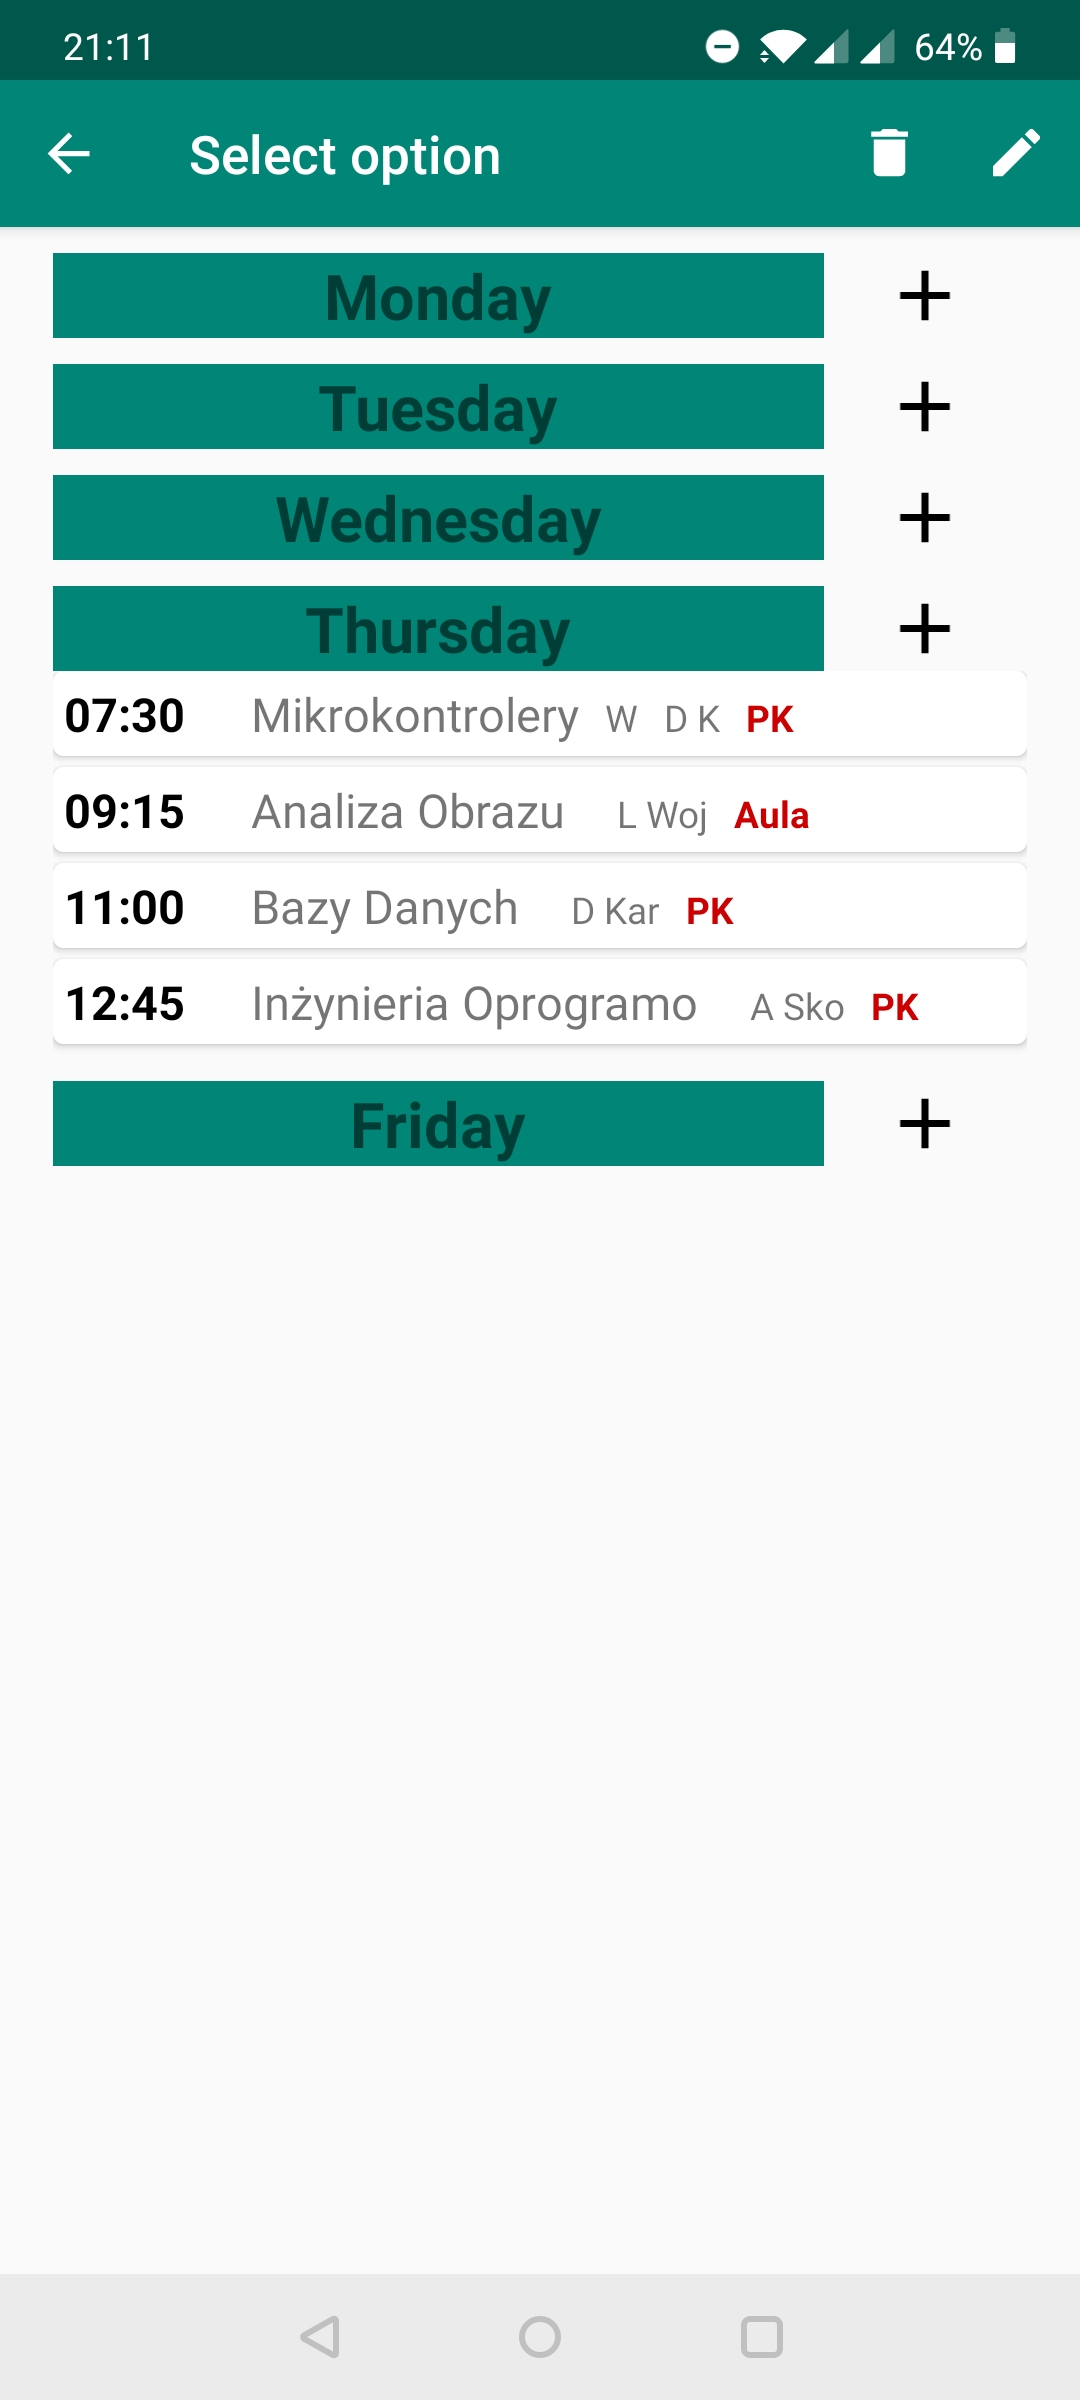 21:11 64%
Select option
Monday
Tuesday
Wednesday
Thursday
07:30 Mikrokontrolery W D K PK
09:15 Analiza Obrazu L Woj Aula
11:00 Bazy Danych D Kar PK
12:45 Inżynieria Oprogramo A Sko PK
Friday